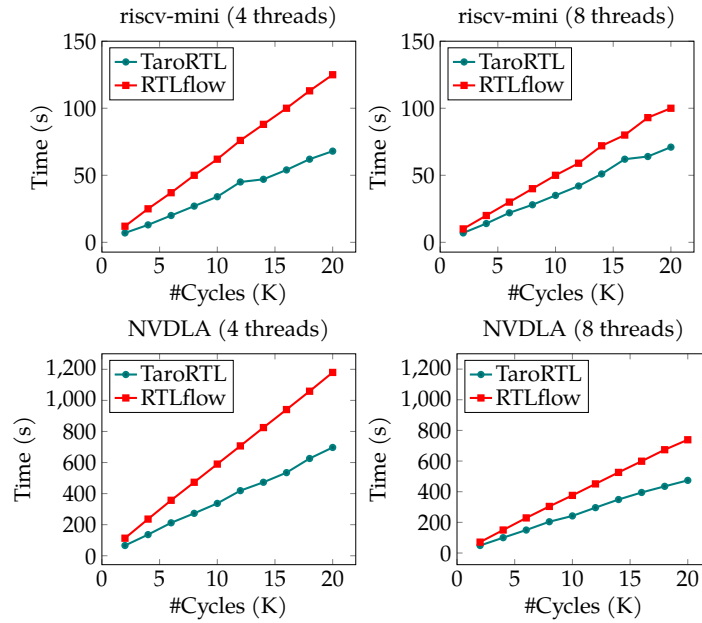 riscv-mini (4 threads)
150
100
50
0
Time (s)
TaroRTL
RTLflow
0 5 10 15 20
#Cycles (K)
riscv-mini (8 threads)
150
100
50
0
Time (s)
TaroRTL
RTLflow
0 5 10 15 20
#Cycles (K)
NVDLA (4 threads)
1,200
1,000
800
600
400
200
0
Time (s)
TaroRTL
RTLflow
0 5 10 15 20
#Cycles (K)
NVDLA (8 threads)
1,200
1,000
800
600
400
200
0
Time (s)
TaroRTL
RTLflow
0 5 10 15 20
#Cycles (K)